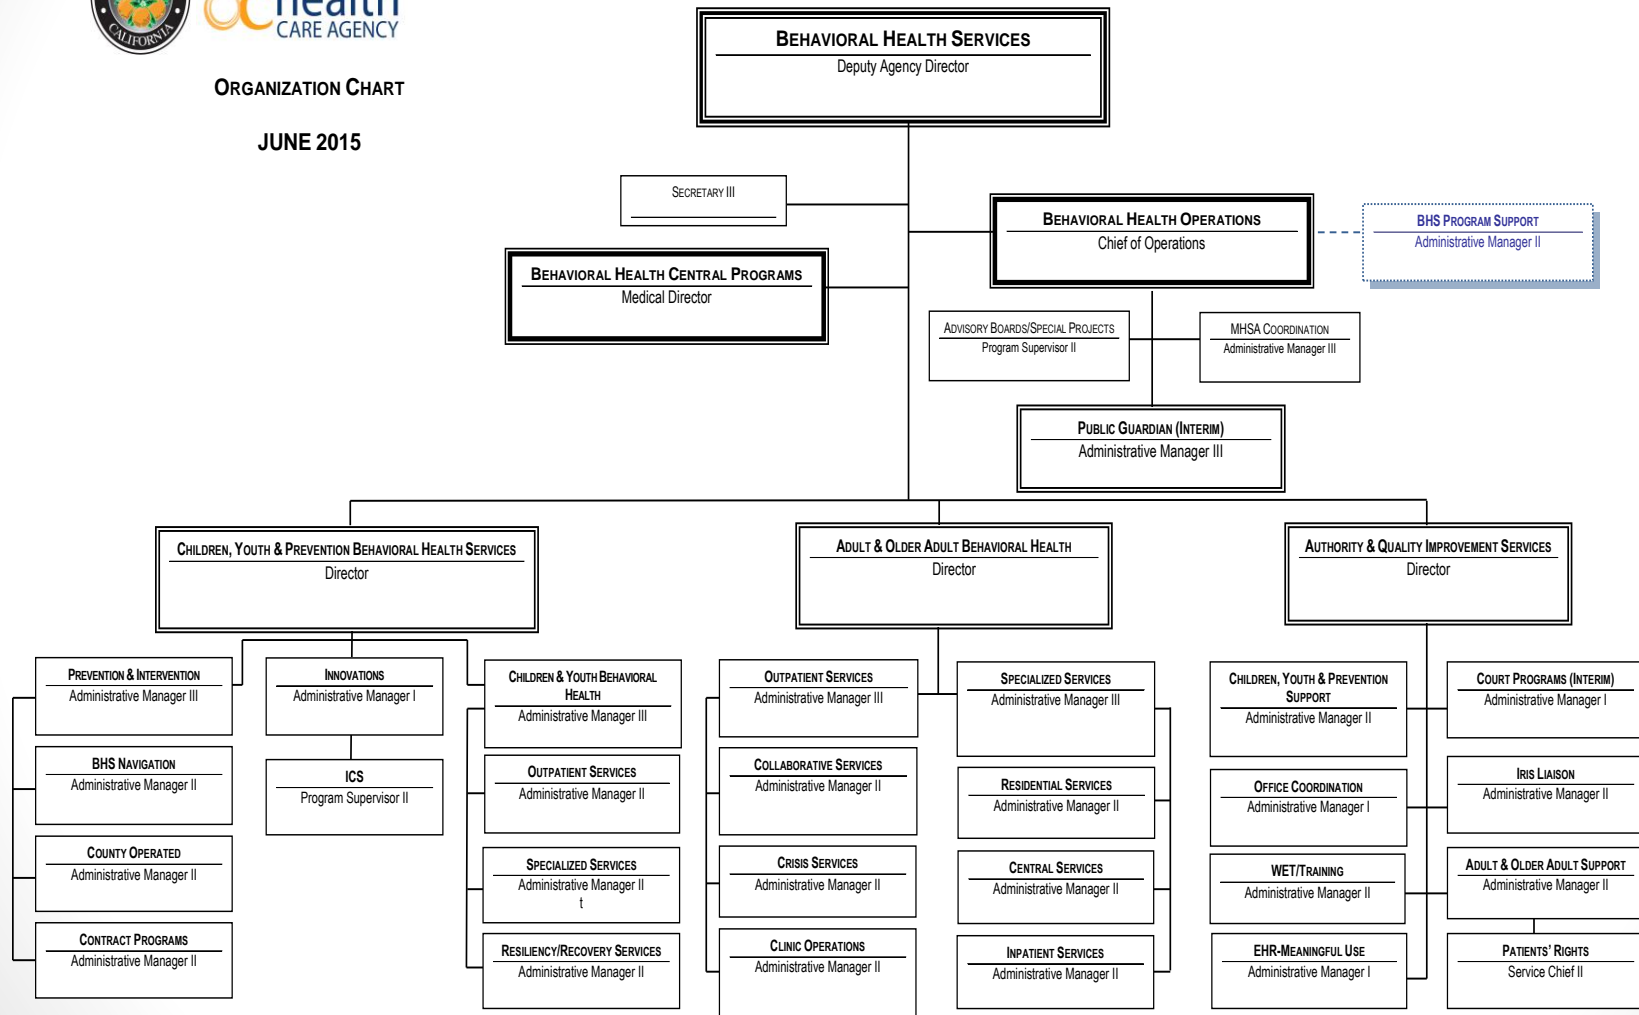 CALIFORNIA
Health
CARE AGENCY
ORGANIZATION CHART
JUNE 2015
BEHAVIORAL HEALTH SERVICES
Deputy Agency Director
SECRETARY III
BEHAVIORAL HEALTH OPERATIONS
Chief of Operations
BHS PROGRAM SUPPORT
Administrative Manager II
BEHAVIORAL HEALTH CENTRAL PROGRAMS
Medical Director
ADVISORY BOARDS/SPECIAL PROJECTS
Program Supervisor II
MHSA COORDINATION
Administrative Manager III
PUBLIC GUARDIAN (INTERIM)
Administrative Manager III
CHILDREN, YOUTH & PREVENTION BEHAVIORAL HEALTH SERVICES
Director
ADULT & OLDER ADULT BEHAVIORAL HEALTH
Director
AUTHORITY & QUALITY IMPROVEMENT SERVICES
Director
PREVENTION & INTERVENTION
Administrative Manager III
BHS NAVIGATION
Administrative Manager II
COUNTY OPERATED
Administrative Manager II
CONTRACT PROGRAMS
Administrative Manager II
INNOVATIONS
Administrative Manager I
ICS
Program Supervisor II
CHILDREN & YOUTH BEHAVIORAL
HEALTH
Administrative Manager III
OUTPATIENT SERVICES
Administrative Manager II
SPECIALIZED SERVICES
Administrative Manager II
t
RESILIENCY/RECOVERY SERVICES
Administrative Manager II
OUTPATIENT SERVICES
Administrative Manager III
COLLABORATIVE SERVICES
Administrative Manager II
CRISIS SERVICES
Administrative Manager II
CLINIC OPERATIONS
Administrative Manager II
SPECIALIZED SERVICES
Administrative Manager III
RESIDENTIAL SERVICES
Administrative Manager II
CENTRAL SERVICES
Administrative Manager II
INPATIENT SERVICES
Administrative Manager II
CHILDREN, YOUTH & PREVENTION
SUPPORT
Administrative Manager II
OFFICE COORDINATION
Administrative Manager I
WET/TRAINING
Administrative Manager II
EHR-MEANINGFUL USE
Administrative Manager I
COURT PROGRAMS (INTERIM)
Administrative Manager I
IRIS LIAISON
Administrative Manager II
ADULT & OLDER ADULT SUPPORT
Administrative Manager II
PATIENTS' RIGHTS
Service Chief II